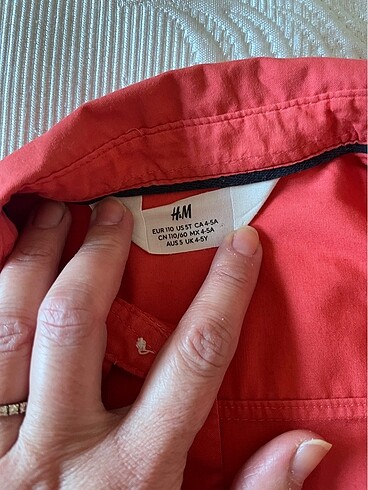 H&M
EUR 110 US 5T CA 4-5A
CN 110/60 MX 4-5A
AUS 5 UK 4-5Y